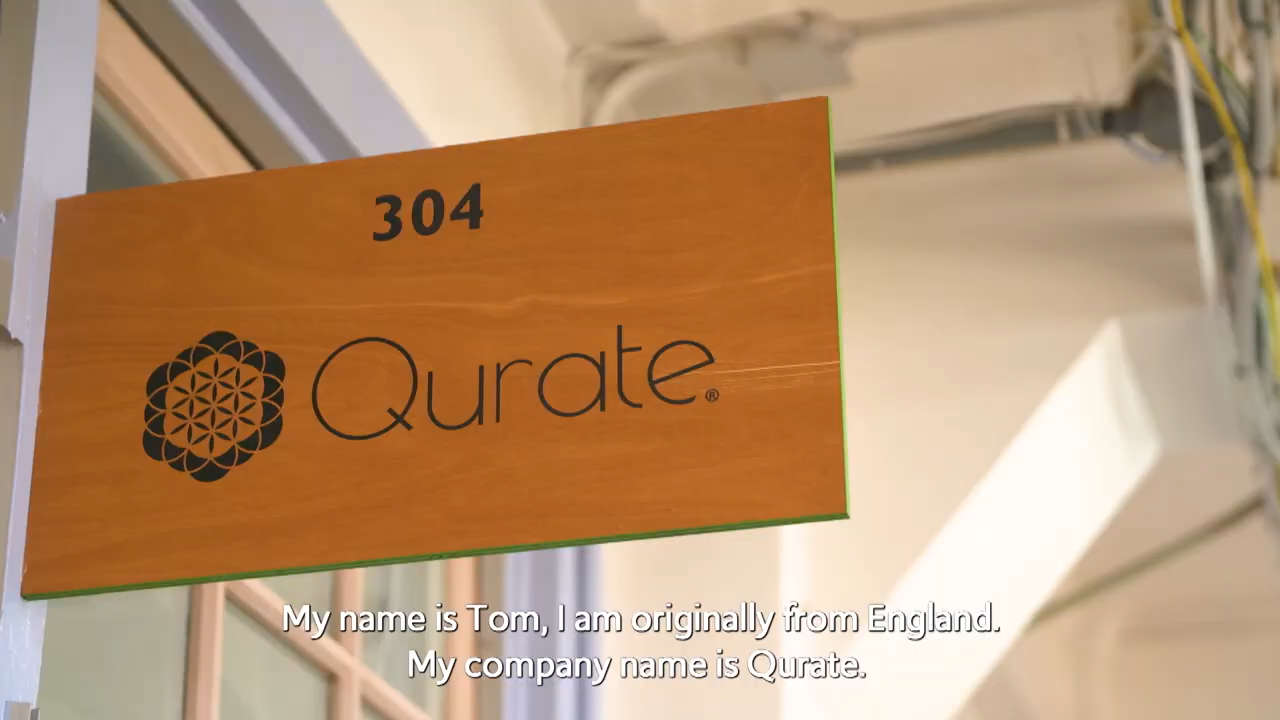 304
Qurate®
My name is Tom, I am originally from England.
My company name is Qurate.